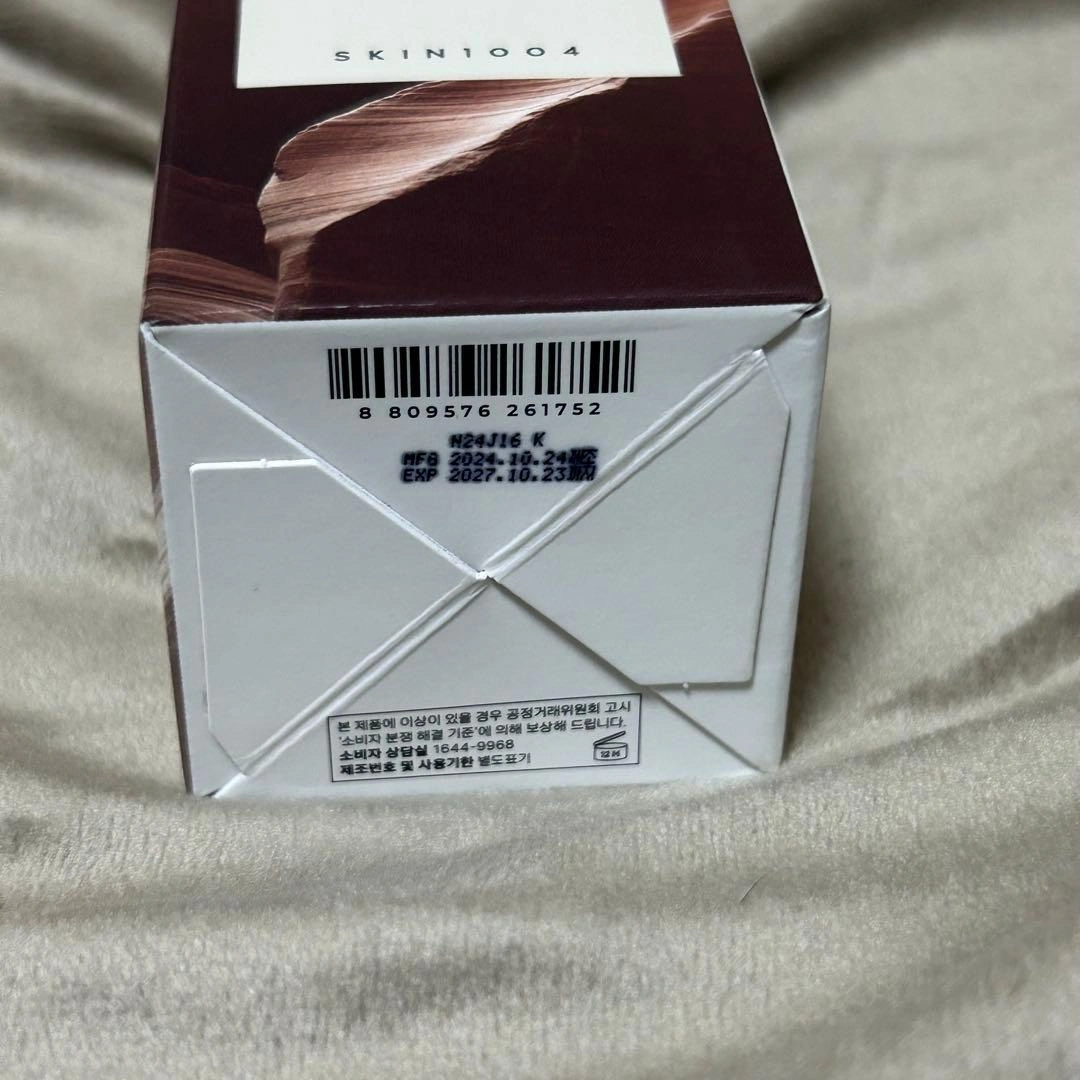 SKIN1004
8 809576 261752
N24J16 K
MFG 2024.10.24제조
EXP 2027.10.23까지
본 제품에 이상이 있을 경우 공정거래위원회 고시
'소비자 분쟁 해결 기준'에 의해 보상해 드립니다.
소비자 상담실 1644-9968
제조번호 및 사용기한 별도표기
12M